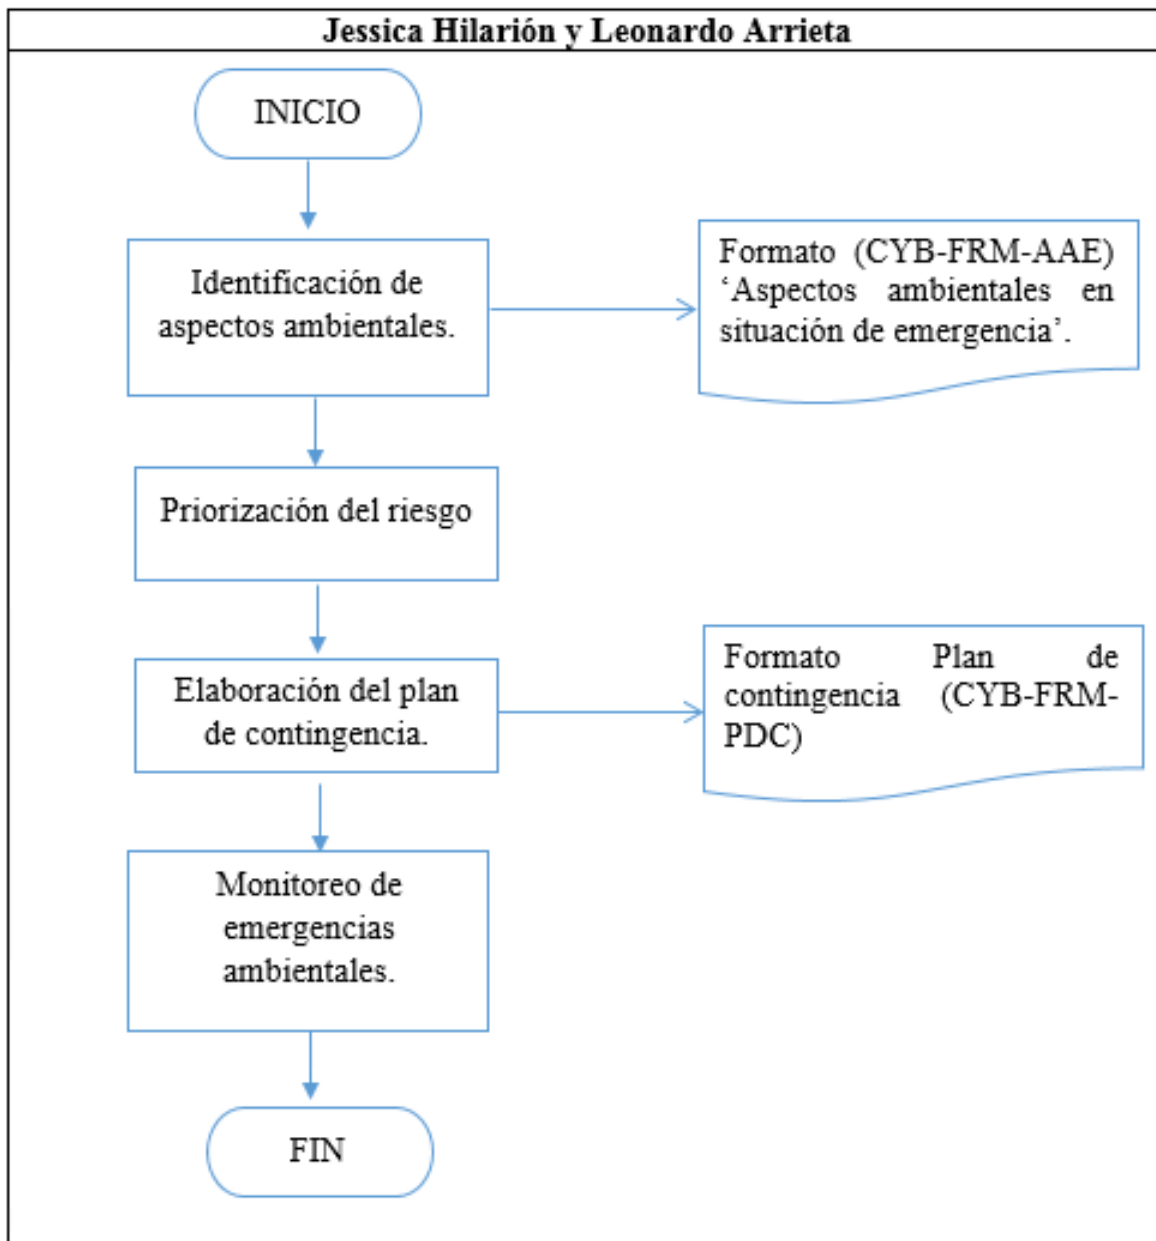 Jessica Hilarión y Leonardo Arrieta
INICIO
Identificación de
aspectos ambientales.
Formato (CYB-FRM-AAE)
‘Aspectos ambientales en
situación de emergencia’.
Priorización del riesgo
Elaboración del plan
de contingencia.
Formato Plan de
contingencia (CYB-FRM-
PDC)
Monitoreo de
emergencias
ambientales.
FIN